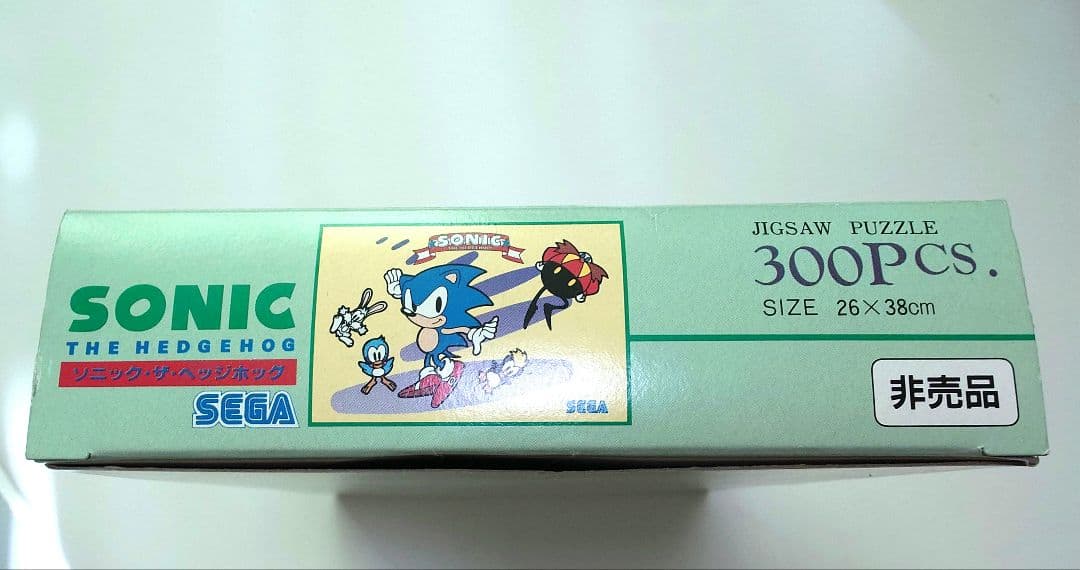 SONIC
THE HEDGEHOG
ソニック・ザ・ヘッジホッグ
SEGA
SONIC
SEGA
JIGSAW PUZZLE
300PCS.
SIZE 26×38cm
非売品